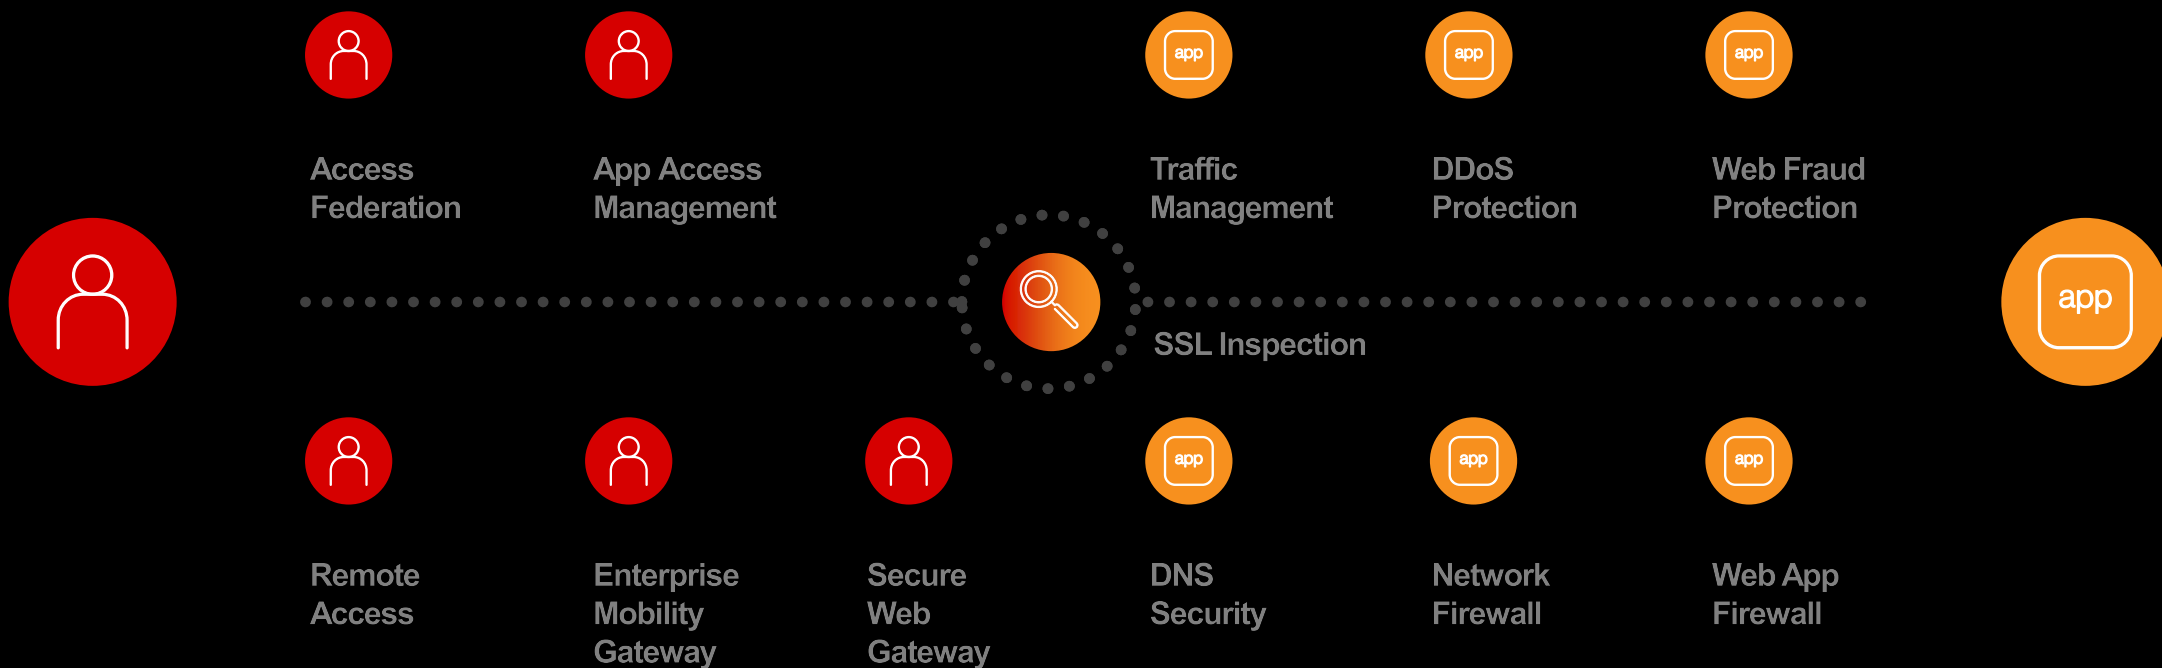 app
app
app
Access
Federation
App Access
Management
Traffic
Management
DDoS
Protection
Web Fraud
Protection
app
SSL Inspection
app
app
app
Remote
Access
Enterprise
Mobility
Gateway
Secure
Web
Gateway
DNS
Security
Network
Firewall
Web App
Firewall